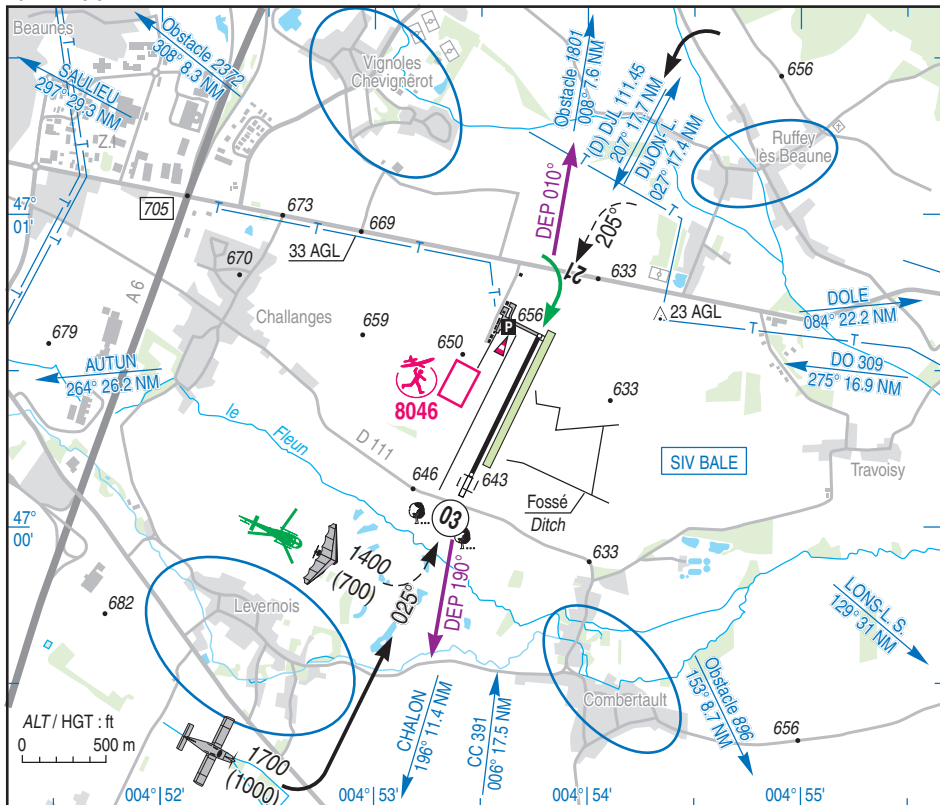 Beaunes
Obstacle 2372
308° 8.3 NM
SAULIEU
297° 29.3 NM
Z.I
Vignoles
Chevignérot
Obstacle 1801
008° 7.6 NM
(D) DJL 111.45
207° 17.7 NM
DIJON-L.
027° 17.4 NM
656
Ruffey
lès Beaune
47°
01'
705
673
669
33 AGL
T
T
T
T
T
T
T
T
DEP 010°
205°
21
633
670
A 6
Challanges
659
679
AUTUN
264° 26.2 NM
650
656
P
23 AGL
DOLE
084° 22.2 NM
DO 309
275° 16.9 NM
8046
633
le
Fleun
D 111
SIV BALE
Travoisy
646
643
Fossé
Ditch
47°
00'
03
633
1400
(700)
025°
DEP 190°
682
Levernois
LONS-L.S.
129° 31 NM
Combertault
Obstacle 896
153° 8.7 NM
656
ALT / HGT : ft
0 500 m
1700
(1000)
CHALON
196° 11.4 NM
CC 391
006° 17.5 NM
004° 52'
004° 53'
004° 54'
004° 55'